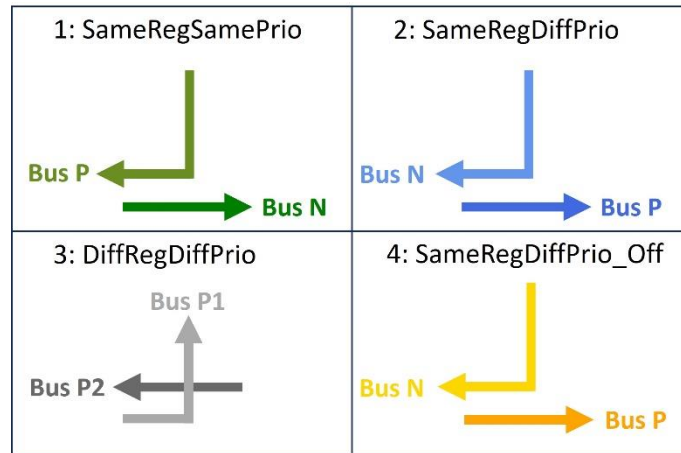 1: SameRegSamePrio
Bus P
Bus N
2: SameRegDiffPrio
Bus N
Bus P
3: DiffRegDiffPrio
Bus P1
Bus P2
4: SameRegDiffPrio_Off
Bus N
Bus P